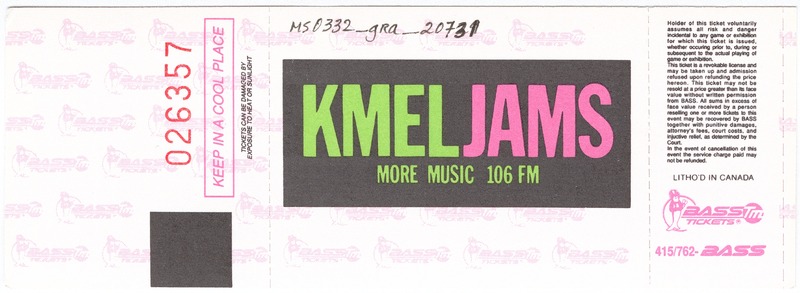 MS0332_gra_20731
026357
KEEP IN A COOL PLACE
TICKETS CAN BE DAMAGED BY
EXPOSURE TO HEAT OR SUNLIGHT
KMELJAMS
MORE MUSIC 106 FM
Holder of this ticket voluntarily
assumes all risk and danger
incidental to any game or exhibition
for which this ticket is issued,
whether occuring prior to, during or
subsequent to the actual playing of
game or exhibition.
This ticket is a revokable license and
may be taken up and admission
refused upon refunding the price
hereon. This ticket may not be
resold at a price greater than its face
value without written permission
from BASS. All sums in excess of
face value received by a person
reselling one or more tickets to this
event may be recovered by BASS
together with punitive damages,
attorney's fees, court costs, and
injuctive relief, as determined by the
Court.
In the event of cancellation of this
event the service charge paid may
not be refunded.
LITHO'D IN CANADA
BASS tm
TICKETS®
415/762-BASS